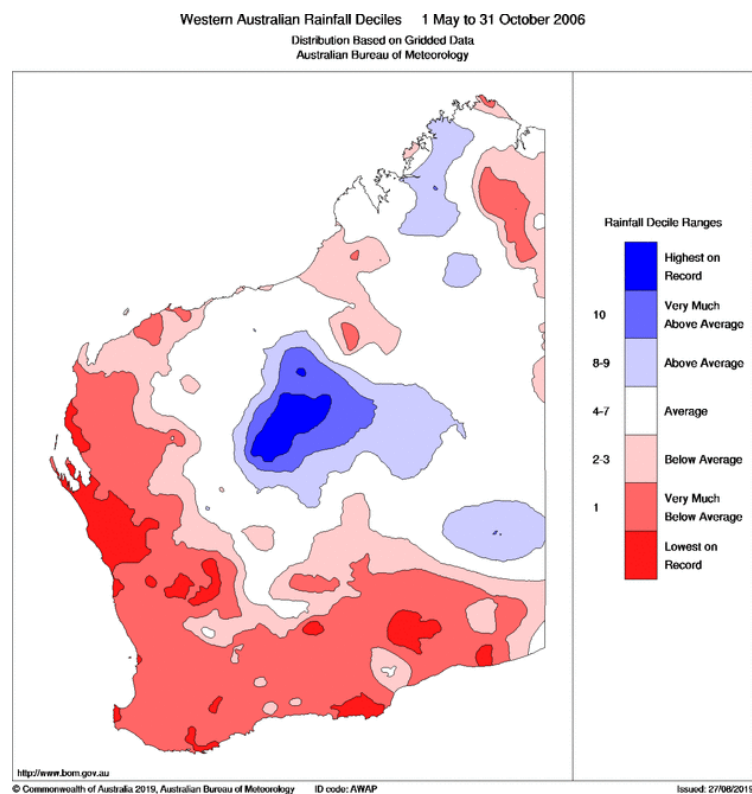 Western Australian Rainfall Deciles 1 May to 31 October 2006
Distribution Based on Gridded Data
Australian Bureau of Meteorology
Rainfall Decile Ranges
Highest on
Record
10 Very Much
Above Average
8-9 Above Average
4-7 Average
2-3 Below Average
1 Very Much
Below Average
Lowest on
Record
http://www.bom.gov.au
© Commonwealth of Australia 2019, Australian Bureau of Meteorology ID code: AWAP Issued: 27/08/2019